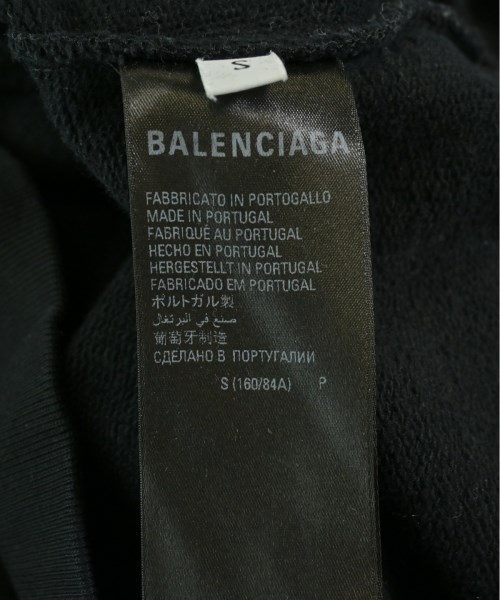 S
BALENCIAGA
FABBRICATO IN PORTOGALLO
MADE IN PORTUGAL
FABRIQUÉ AU PORTUGAL
HECHO EN PORTUGAL
HERGESTELLT IN PORTUGAL
FABRICADO EM PORTUGAL
ポルトガル製
صنع في البرتغال
葡萄牙制造
СДЕЛАНО В ПОРТУГАЛИИ
S (160/84A) P